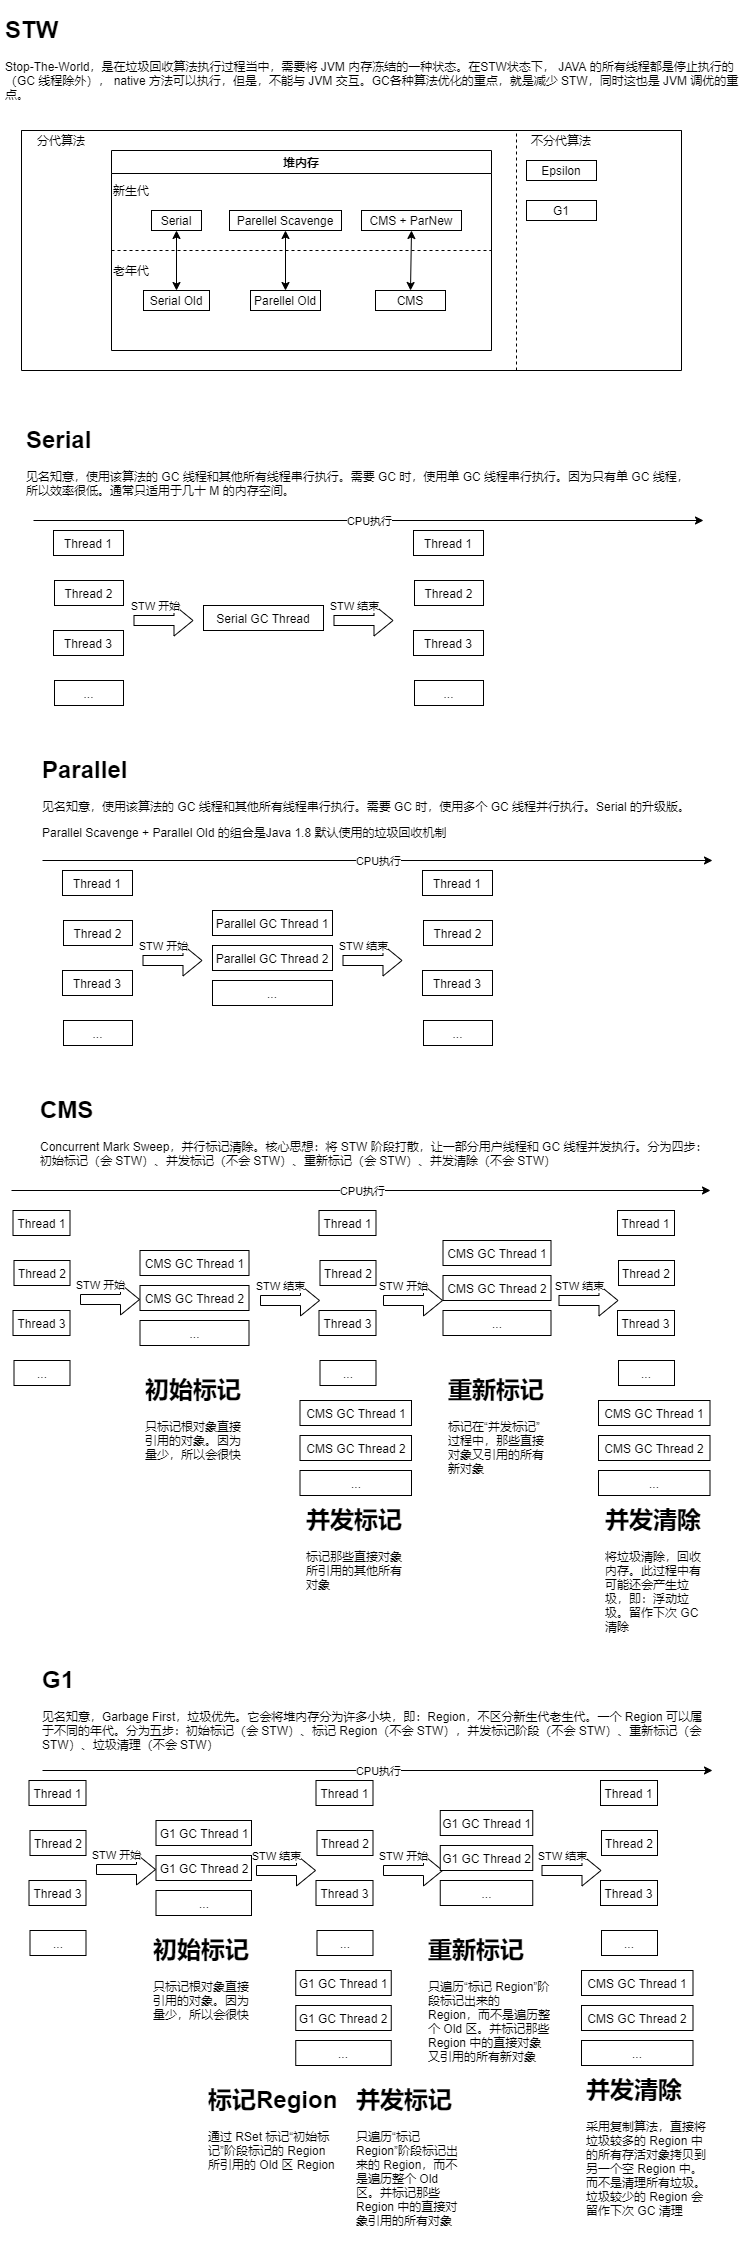 STW
Stop-The-World，是在垃圾回收算法执行过程当中，需要将 JVM 内存冻结的一种状态。在STW状态下， JAVA 的所有线程都是停止执行的
（GC 线程除外）， native 方法可以执行，但是，不能与 JVM 交互。GC各种算法优化的重点，就是减少 STW，同时这也是 JVM 调优的重
点。
分代算法
不分代算法
堆内存
Epsilon
新生代
G1
Serial
Parellel Scavenge
CMS + ParNew
老年代
Serial Old
Parellel Old
CMS
Serial
见名知意，使用该算法的 GC 线程和其他所有线程串行执行。需要 GC 时，使用单 GC 线程串行执行。因为只有单 GC 线程，
所以效率很低。通常只适用于几十 M 的内存空间。
CPU执行
Thread 1
Thread 1
Thread 2
Thread 2
STW 开始
STW 结束
Serial GC Thread
Thread 3
Thread 3
...
...
Parallel
见名知意，使用该算法的 GC 线程和其他所有线程串行执行。需要 GC 时，使用多个 GC 线程并行执行。Serial 的升级版。
Parallel Scavenge + Parallel Old 的组合是Java 1.8 默认使用的垃圾回收机制
CPU执行
Thread 1
Thread 1
Parallel GC Thread 1
Thread 2
Thread 2
STW 开始
STW 结束
Parallel GC Thread 2
Thread 3
Thread 3
...
...
...
CMS
Concurrent Mark Sweep，并行标记清除。核心思想：将 STW 阶段打散，让一部分用户线程和 GC 线程并发执行。分为四步：
初始标记（会 STW）、并发标记（不会 STW）、重新标记（会 STW）、并发清除（不会 STW）
CPU执行
Thread 1
Thread 1
Thread 1
CMS GC Thread 1
CMS GC Thread 1
Thread 2
Thread 2
Thread 2
STW 开始
STW 结束
STW 开始
STW 结束
CMS GC Thread 2
CMS GC Thread 2
Thread 3
Thread 3
Thread 3
...
...
...
...
...
初始标记
只标记根对象直接
引用的对象。因为
量少，所以会很快
重新标记
标记在“并发标记”
过程中，那些直接
对象又引用的所有
新对象
CMS GC Thread 1
CMS GC Thread 2
...
并发标记
标记那些直接对象
所引用的其他所有
对象
CMS GC Thread 1
CMS GC Thread 2
...
并发清除
将垃圾清除，回收
内存。此过程中有
可能还会产生垃
圾，即：浮动垃
圾。留作下次 GC
清除
G1
见名知意，Garbage First，垃圾优先。它会将堆内存分为许多小块，即：Region，不区分新生代老生代。一个 Region 可以属
于不同的年代。分为五步：初始标记（会 STW）、标记 Region（不会 STW），并发标记阶段（不会 STW）、重新标记（会
STW）、垃圾清理（不会 STW）
CPU执行
Thread 1
Thread 1
Thread 1
G1 GC Thread 1
G1 GC Thread 1
Thread 2
Thread 2
Thread 2
STW 开始
STW 结束
STW 开始
STW 结束
G1 GC Thread 2
G1 GC Thread 2
Thread 3
Thread 3
Thread 3
...
...
...
...
...
初始标记
只标记根对象直接
引用的对象。因为
量少，所以会很快
重新标记
只遍历“标记 Region”阶
段标记出来的
Region，而不是遍历整
个 Old 区。并标记那些
Region 中的直接对象
又引用的所有新对象
G1 GC Thread 1
G1 GC Thread 2
...
CMS GC Thread 1
CMS GC Thread 2
...
标记Region
通过 RSet 标记“初始标
记”阶段标记的 Region
所引用的 Old 区 Region
并发标记
只遍历“标记
Region”阶段标记出
来的 Region，而不
是遍历整个 Old
区。并标记那些
Region 中的直接对
象引用的所有对象
并发清除
采用复制算法，直接将
垃圾较多的 Region 中
的所有存活对象拷贝到
另一个空 Region 中。
而不是清理所有垃圾。
垃圾较少的 Region 会
留作下次 GC 清理